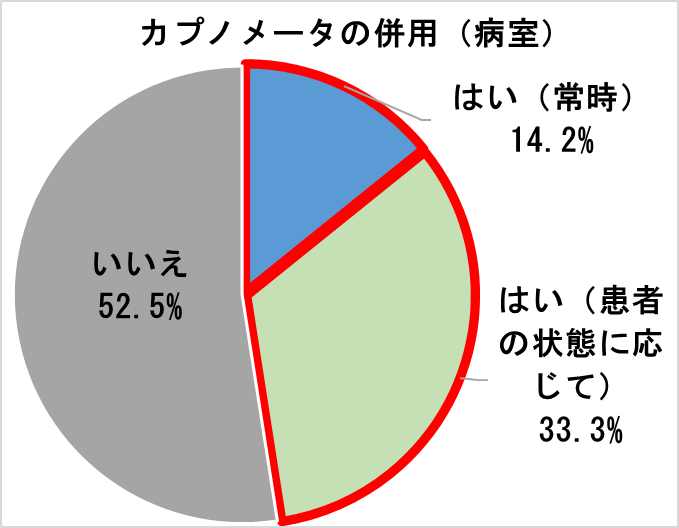 カプノメータの併用（病室）
はい（常時）
14.2%
いいえ
52.5%
はい（患者
の状態に応
じて）
33.3%